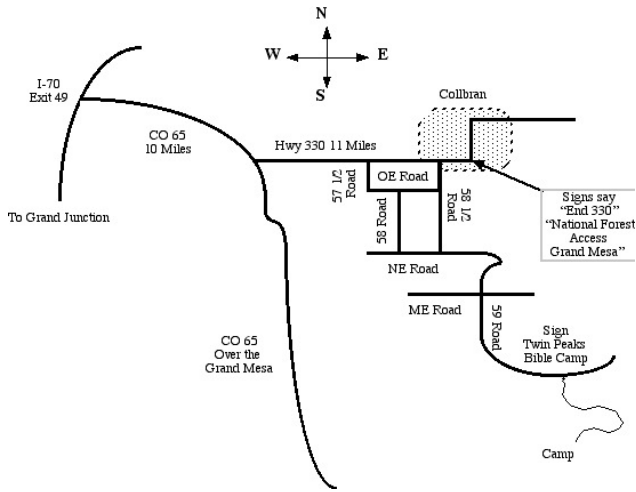 N
W
E
S
I-70
Exit 49
Collbran
CO 65
10 Miles
Hwy 330 11 Miles
57 1/2
Road
OE Road
58 Road
58 1/2
Road
Signs say
“End 330”
“National Forest
Access
Grand Mesa”
To Grand Junction
NE Road
ME Road
59 Road
CO 65
Over the
Grand Mesa
Sign
Twin Peaks
Bible Camp
Camp